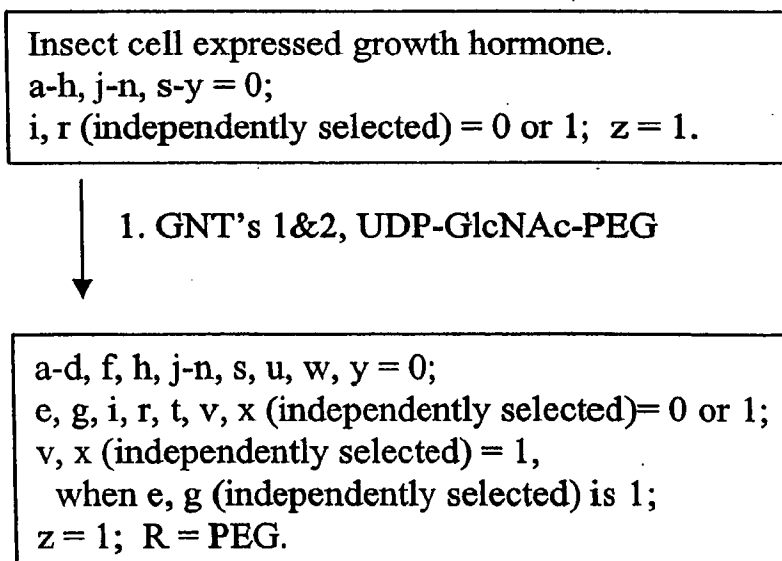 Insect cell expressed growth hormone.
a-h, j-n, s-y = 0;
i, r (independently selected) = 0 or 1; z = 1.
1. GNT's 1&2, UDP-GlcNAc-PEG
a-d, f, h, j-n, s, u, w, y = 0;
e, g, i, r, t, v, x (independently selected)= 0 or 1;
v, x (independently selected) = 1,
when e, g (independently selected) is 1;
z = 1; R = PEG.